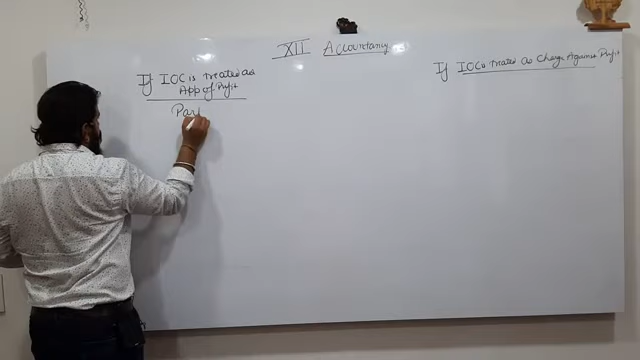 XII Accountancy
If IOC is treated as
App of Profit
If IOC is treated as Charge Against Profit